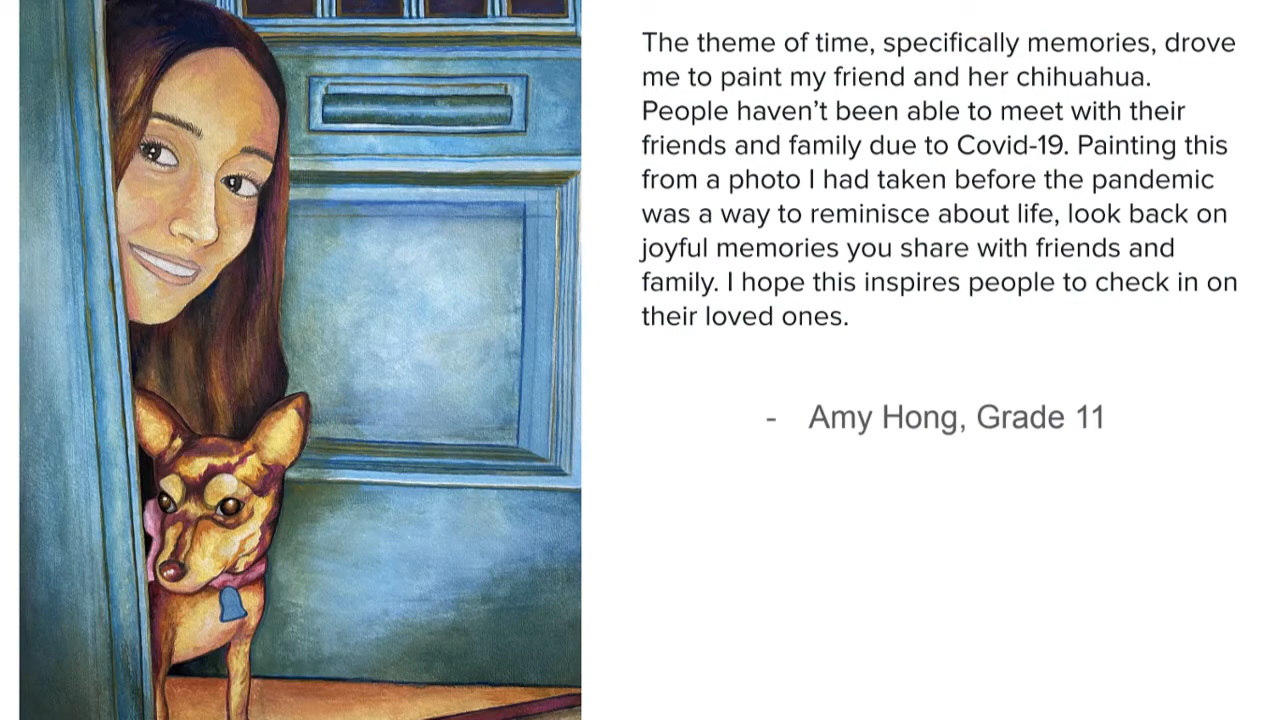 The theme of time, specifically memories, drove
me to paint my friend and her chihuahua.
People haven’t been able to meet with their
friends and family due to Covid-19. Painting this
from a photo I had taken before the pandemic
was a way to reminisce about life, look back on
joyful memories you share with friends and
family. I hope this inspires people to check in on
their loved ones.
- Amy Hong, Grade 11